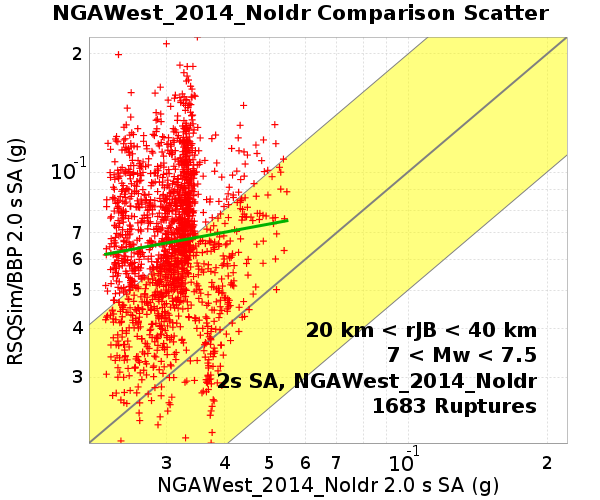 NGAWest_2014_NoIdr Comparison Scatter
RSQSim/BBP 2.0 s SA (g)
2
10-1
7
6
5
4
3
20 km < rJB < 40 km
7 < Mw < 7.5
2s SA, NGAWest_2014_NoIdr
1683 Ruptures
3 4 5 6 7 10-1 2
NGAWest_2014_NoIdr 2.0 s SA (g)